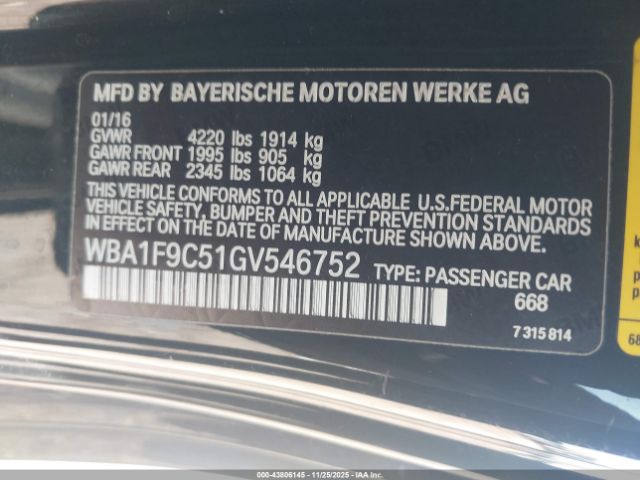 MFD BY BAYERISCHE MOTOREN WERKE AG
01/16
GVWR 4220 lbs 1914 kg
GAWR FRONT 1995 lbs 905 kg
GAWR REAR 2345 lbs 1064 kg
THIS VEHICLE CONFORMS TO ALL APPLICABLE U.S.FEDERAL MOTOR
VEHICLE SAFETY, BUMPER AND THEFT PREVENTION STANDARDS
IN EFFECT ON THE DATE OF MANUFACTURE SHOWN ABOVE.
WBA1F9C51GV546752 TYPE: PASSENGER CAR
668
7 315 814
68
000-43806145 - 11/25/2025 - IAAI.COM